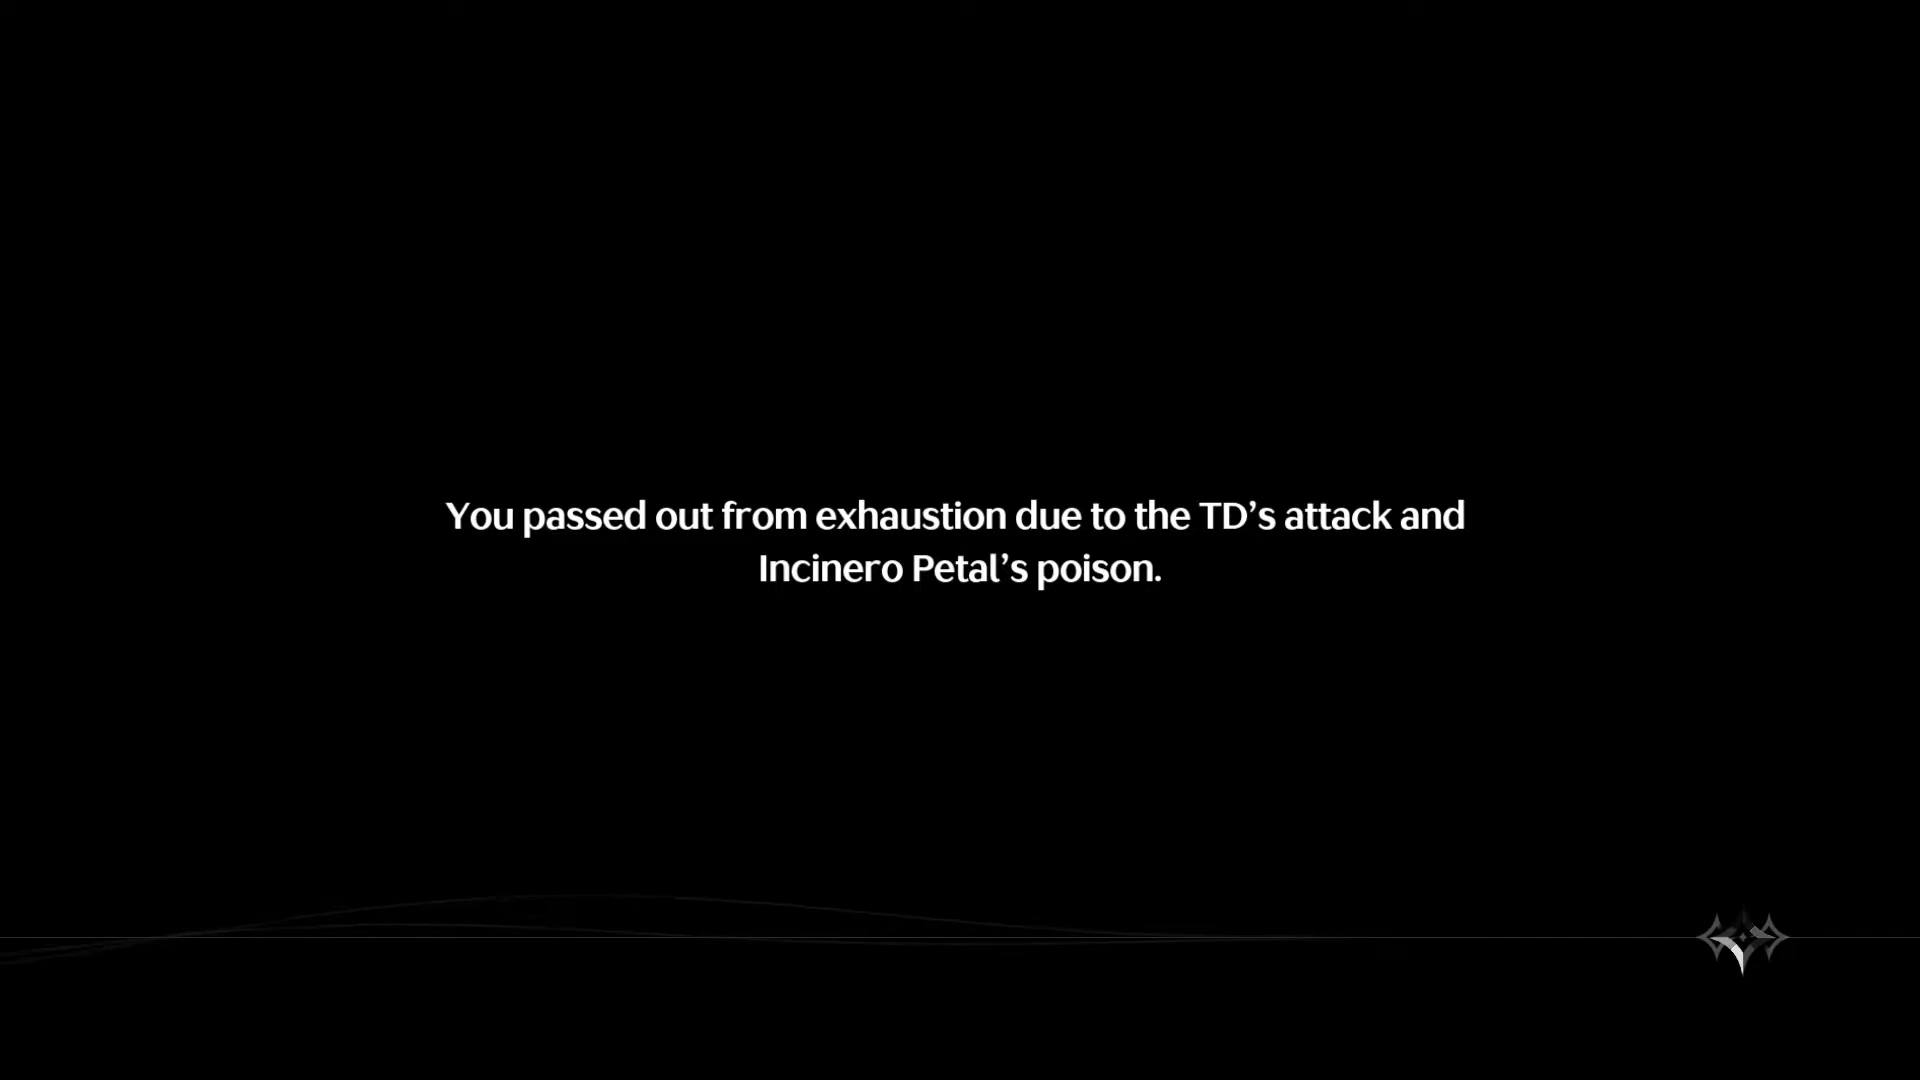 You passed out from exhaustion due to the TD’s attack and
Incinero Petal’s poison.